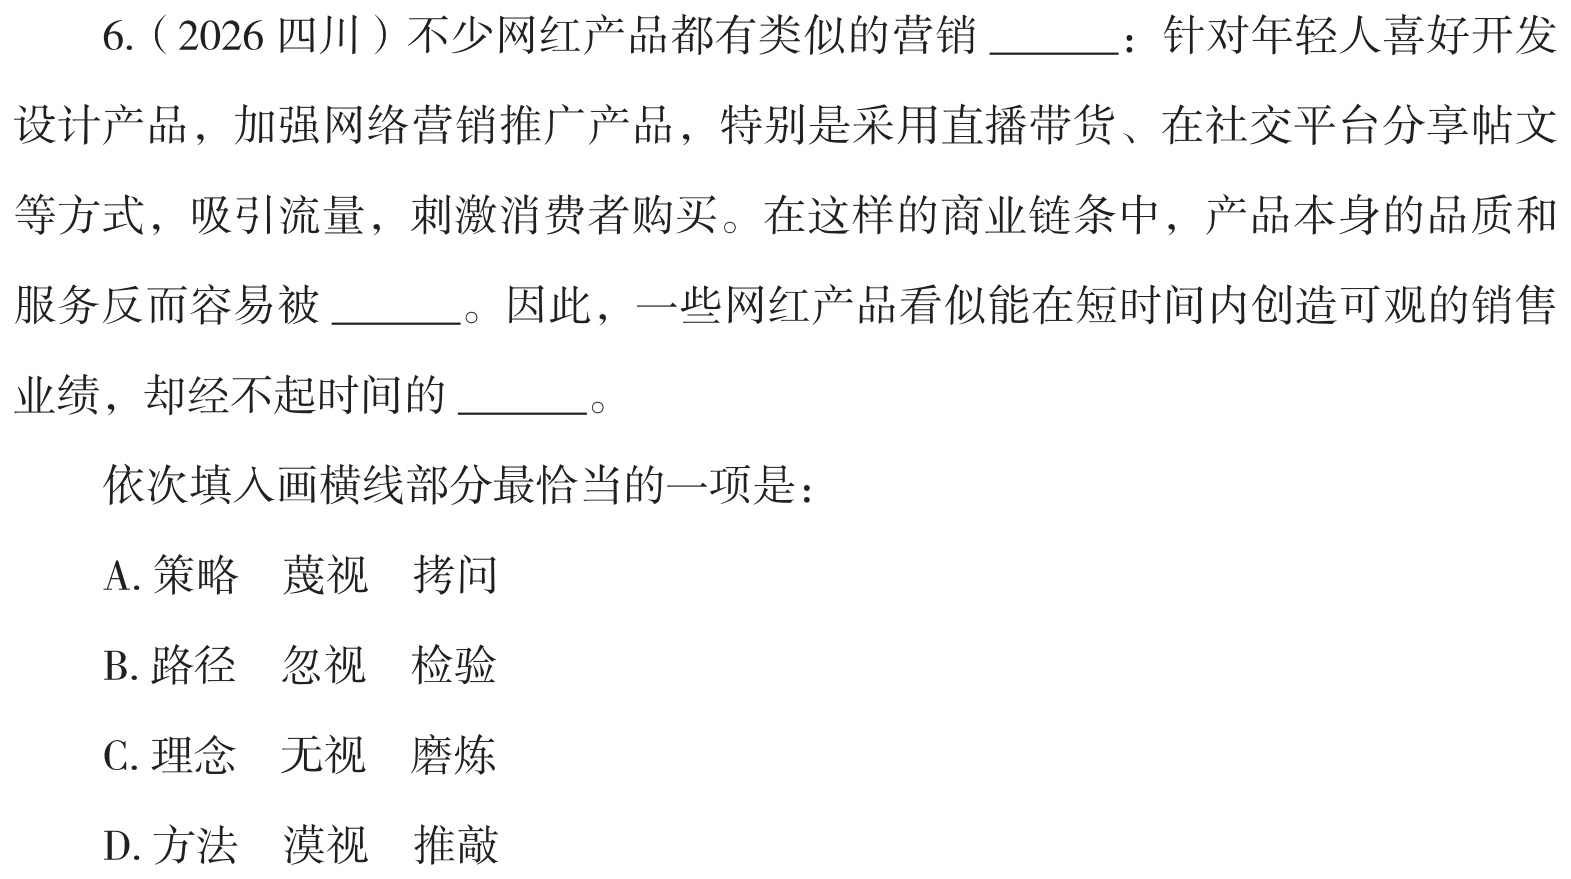 6.（2026 四川）不少网红产品都有类似的营销 ______：针对年轻人喜好开发
设计产品，加强网络营销推广产品，特别是采用直播带货、在社交平台分享帖文
等方式，吸引流量，刺激消费者购买。在这样的商业链条中，产品本身的品质和
服务反而容易被 ______。因此，一些网红产品看似能在短时间内创造可观的销售
业绩，却经不起时间的 ______。
依次填入画横线部分最恰当的一项是：
A. 策略　蔑视　拷问
B. 路径　忽视　检验
C. 理念　无视　磨炼
D. 方法　漠视　推敲